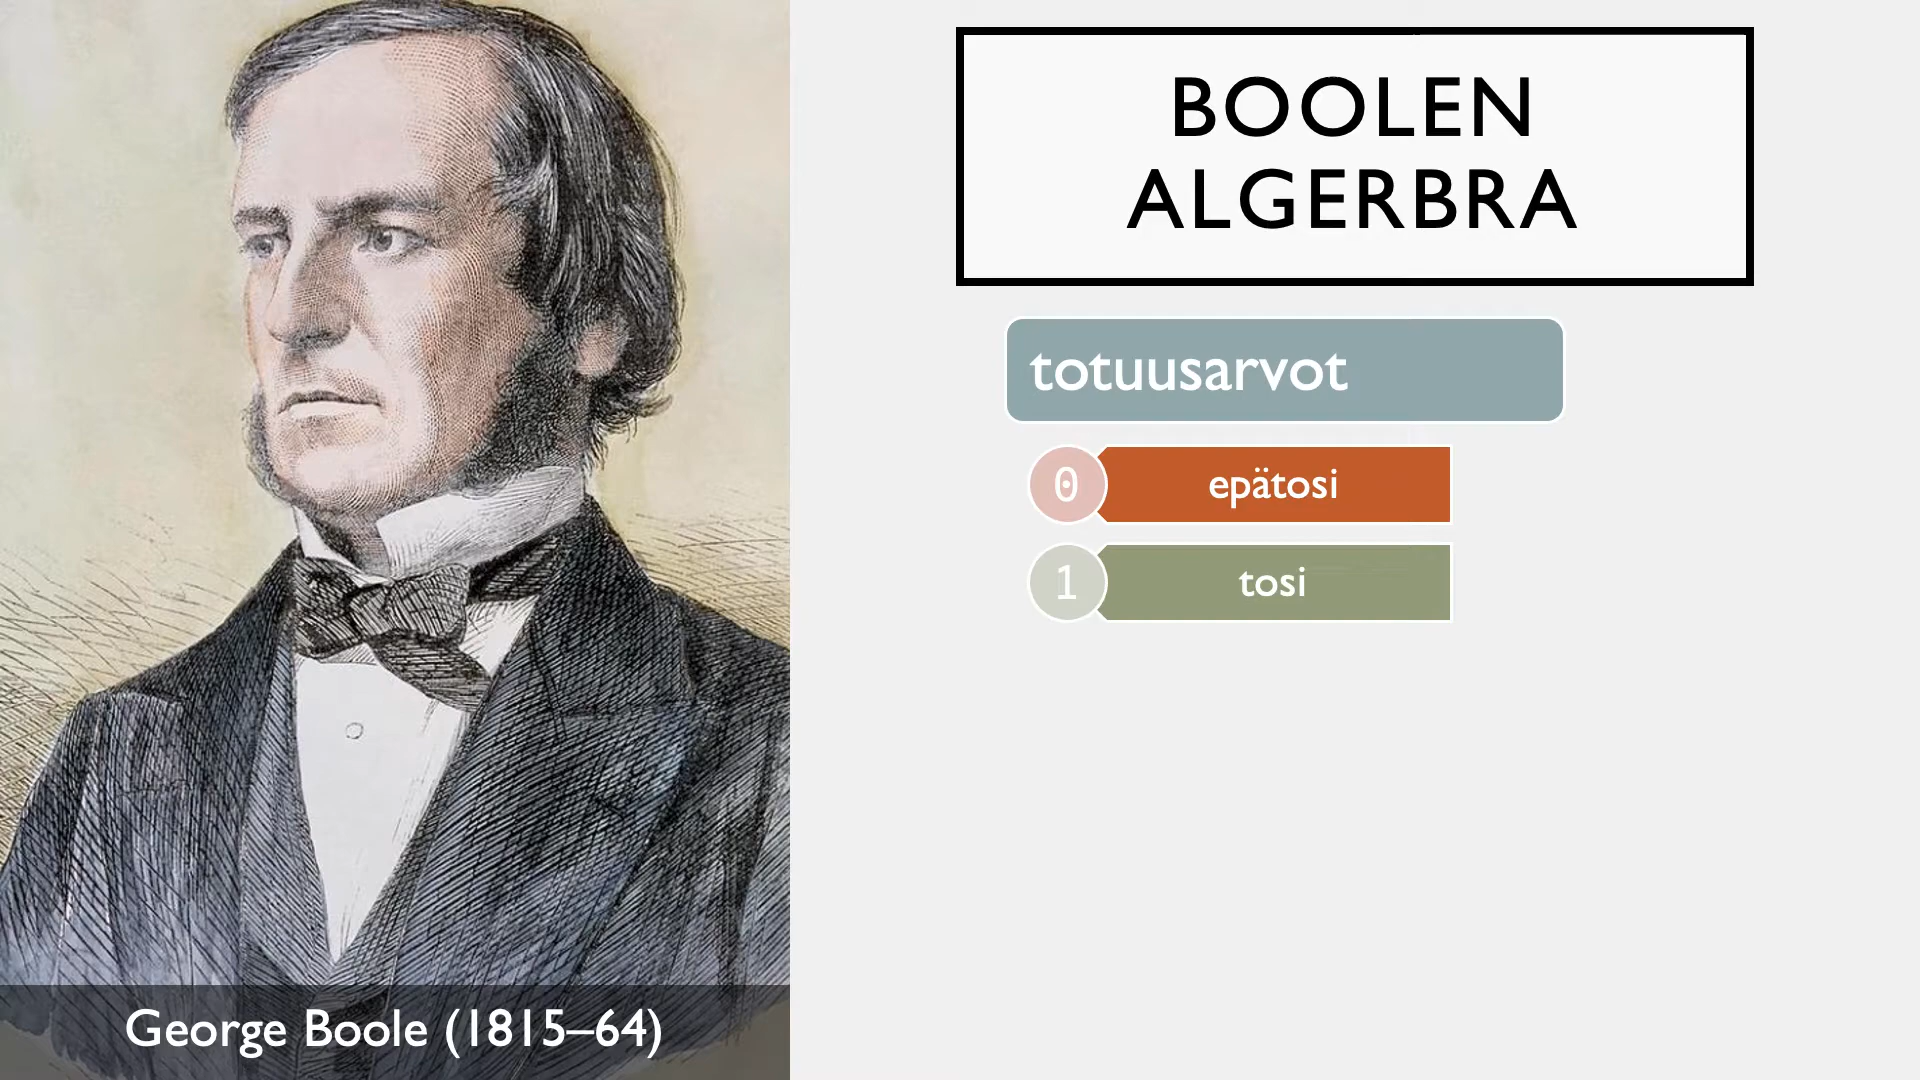 BOOLEN
ALGERBRA
totuusarvot
0 epätosi
1 tosi
George Boole (1815–64)